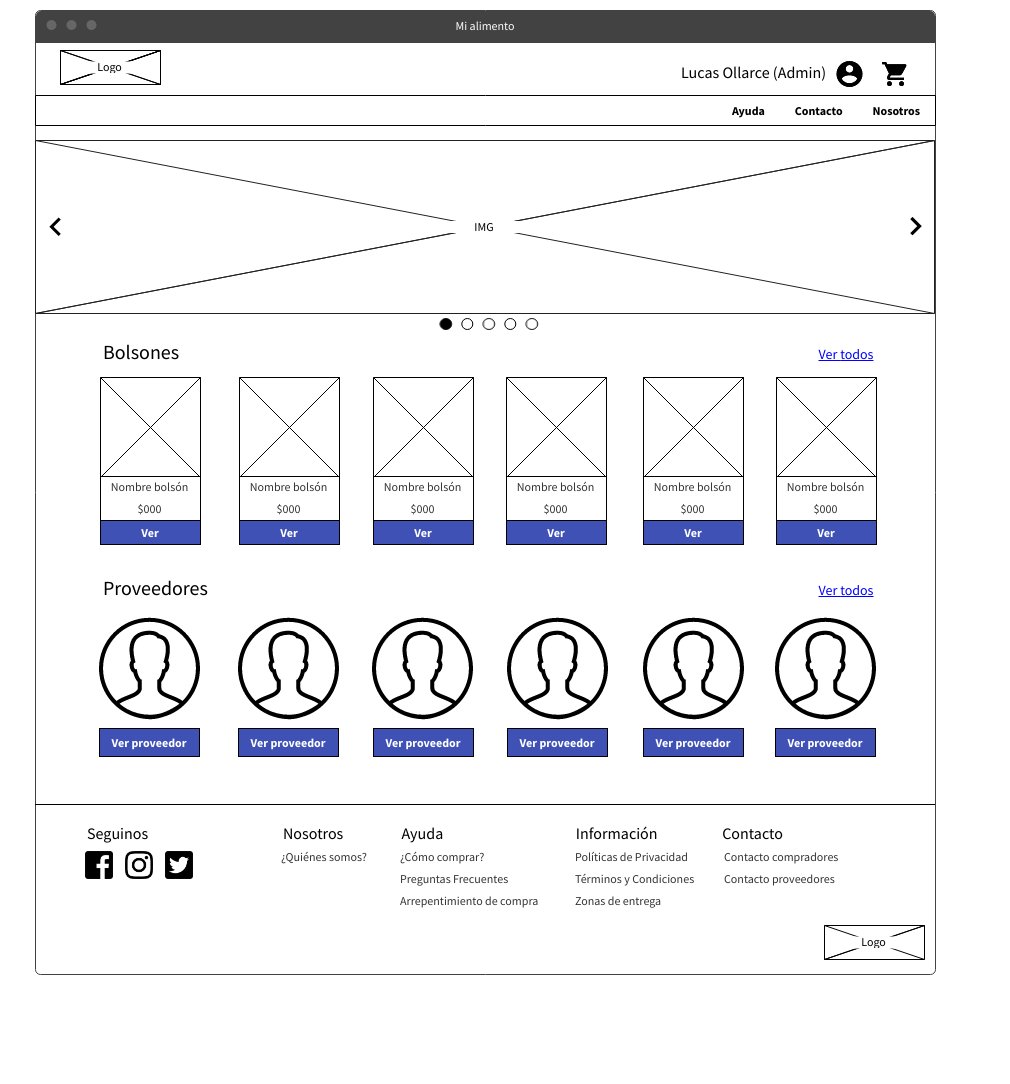 Mi alimento
Logo
Lucas Ollarce (Admin)
Ayuda Contacto Nosotros
IMG
Bolsones Ver todos
Nombre bolsón Nombre bolsón Nombre bolsón Nombre bolsón Nombre bolsón Nombre bolsón
$000 $000 $000 $000 $000 $000
Ver Ver Ver Ver Ver Ver
Proveedores Ver todos
Ver proveedor Ver proveedor Ver proveedor Ver proveedor Ver proveedor Ver proveedor
Seguinos Nosotros Ayuda Información Contacto
¿Quiénes somos? ¿Cómo comprar? Políticas de Privacidad Contacto compradores
Preguntas Frecuentes Términos y Condiciones Contacto proveedores
Arrepentimiento de compra Zonas de entrega
Logo